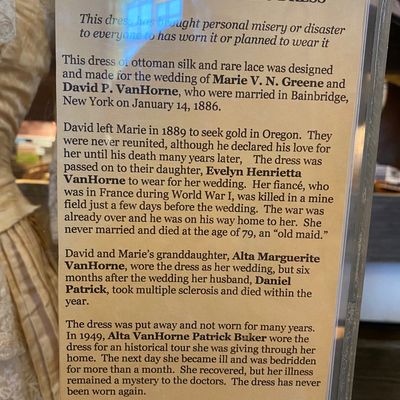 DRESS
This dress has brought personal misery or disaster
to everyone to has worn it or planned to wear it
This dress of ottoman silk and rare lace was designed
and made for the wedding of Marie V. N. Greene and
David P. VanHorne, who were married in Bainbridge,
New York on January 14, 1886.
David left Marie in 1889 to seek gold in Oregon. They
were never reunited, although he declared his love for
her until his death many years later, The dress was
passed on to their daughter, Evelyn Henrietta
VanHorne to wear for her wedding. Her fiancé, who
was in France during World War I, was killed in a mine
field just a few days before the wedding. The war was
already over and he was on his way home to her. She
never married and died at the age of 79, an “old maid.”
David and Marie's granddaughter, Alta Marguerite
VanHorne, wore the dress as her wedding, but six
months after the wedding her husband, Daniel
Patrick, took multiple sclerosis and died within the
year.
The dress was put away and not worn for many years.
In 1949, Alta VanHorne Patrick Buker wore the
dress for an historical tour she was giving through her
home. The next day she became ill and was bedridden
for more than a month. She recovered, but her illness
remained a mystery to the doctors. The dress has never
been worn again.